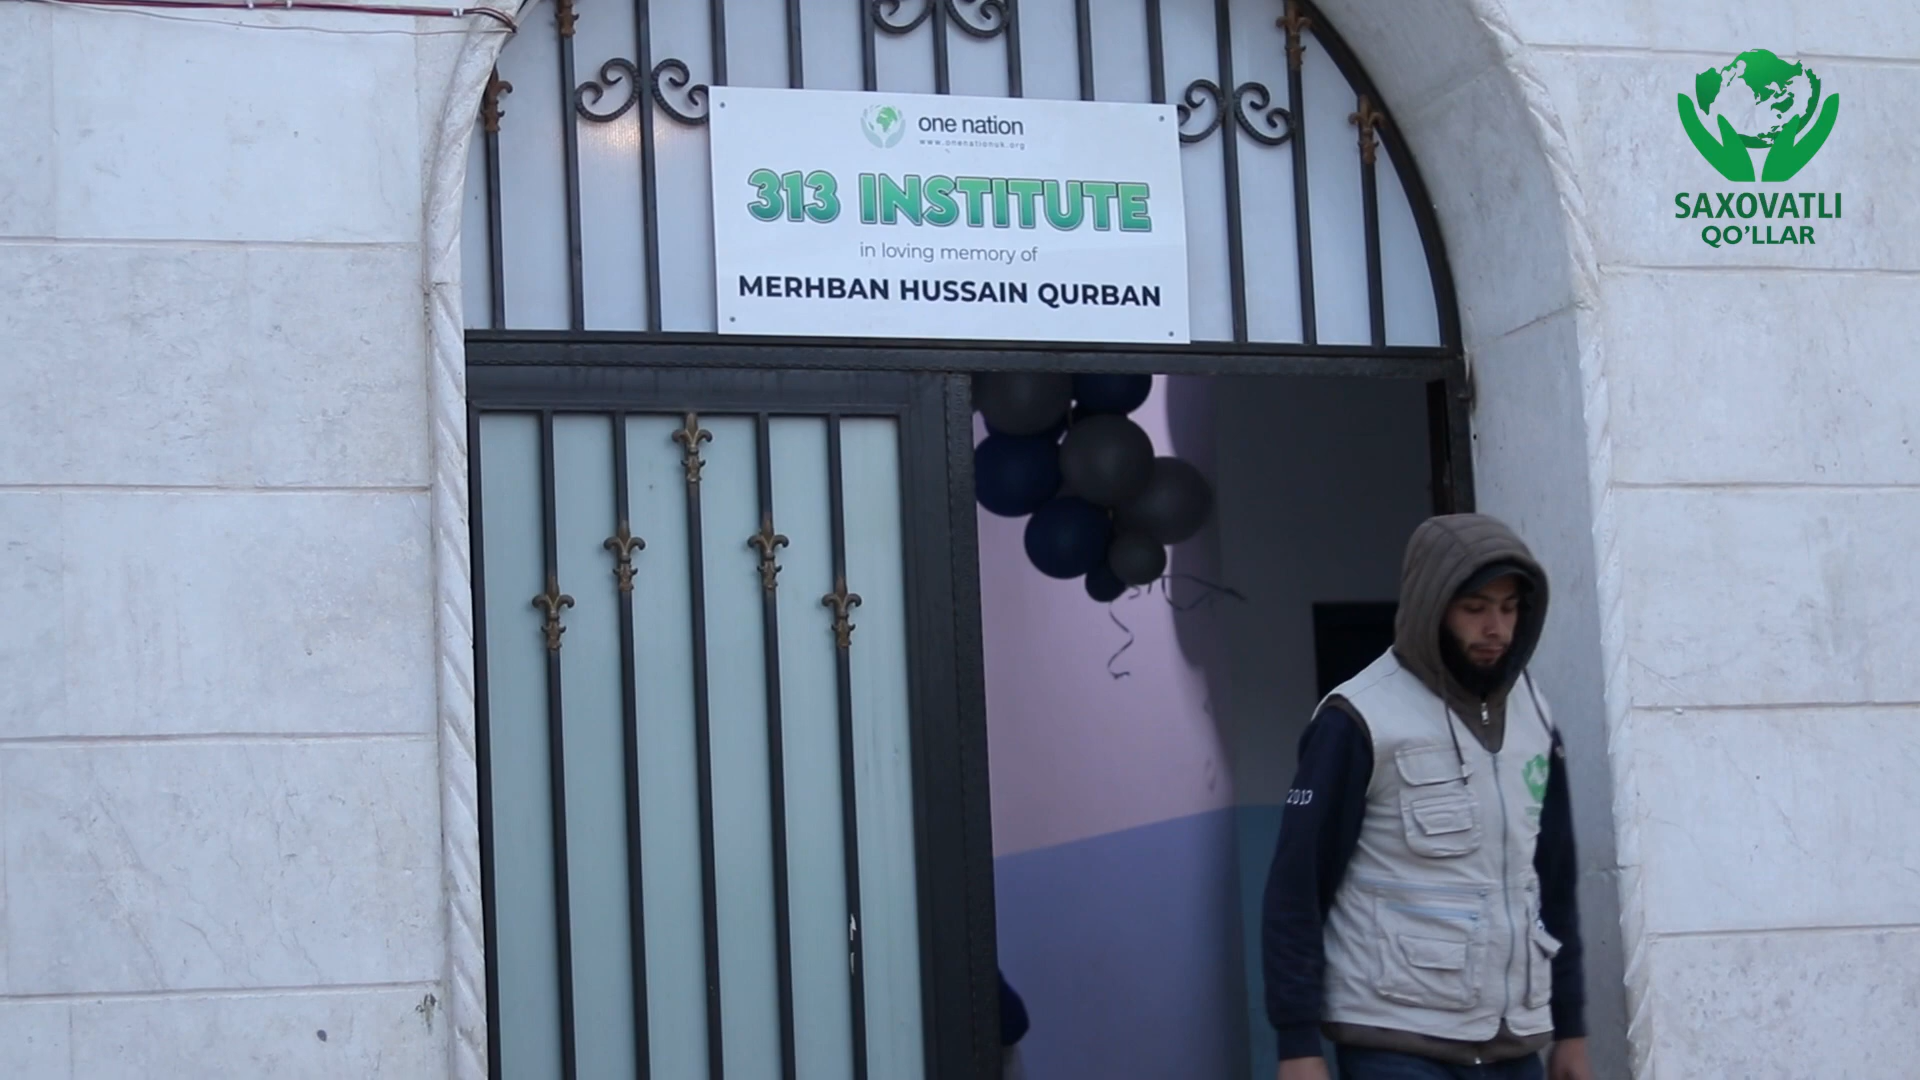 one nation
www.onenationuk.org
313 INSTITUTE
in loving memory of
MERHBAN HUSSAIN QURBAN
SAXOVATLI
QO'LLAR
2013